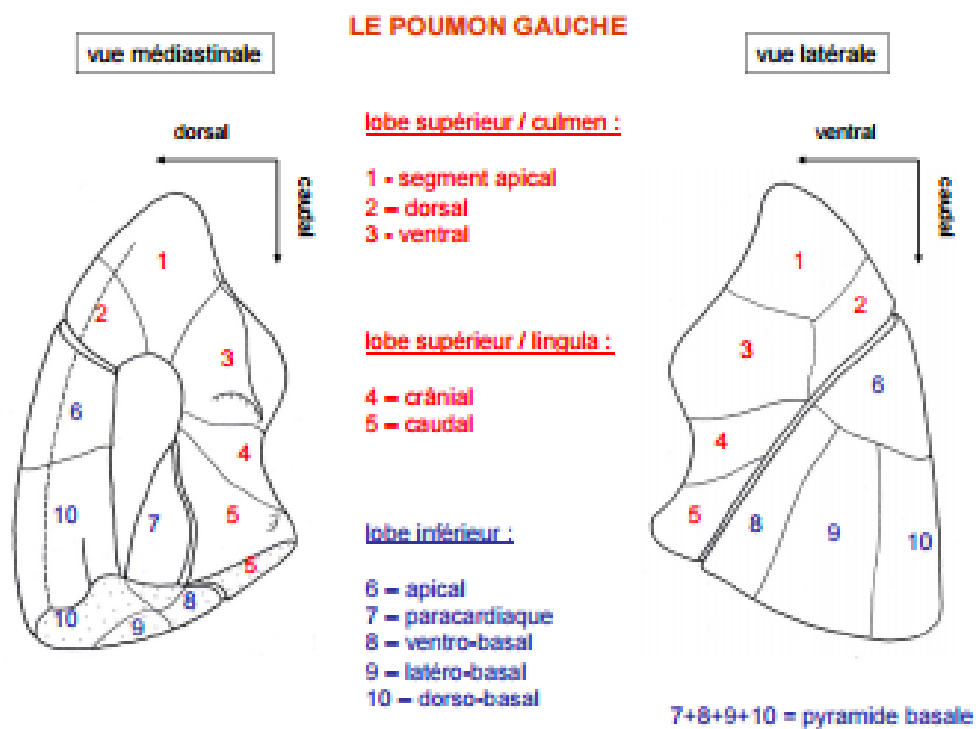 LE POUMON GAUCHE
vue médiastinale
vue latérale
dorsal
caudal
lobe supérieur / culmen :
1 - segment apical
2 – dorsal
3 - ventral
lobe supérieur / lingula :
4 – crânial
5 – caudal
lobe inférieur :
6 – apical
7 – paracardiaque
8 – ventro-basal
9 – latéro-basal
10 – dorso-basal
ventral
caudal
1
2
3
6
4
10
7
5
5
8
10
9
1
2
3
6
4
5
8
9
10
7+8+9+10 = pyramide basale